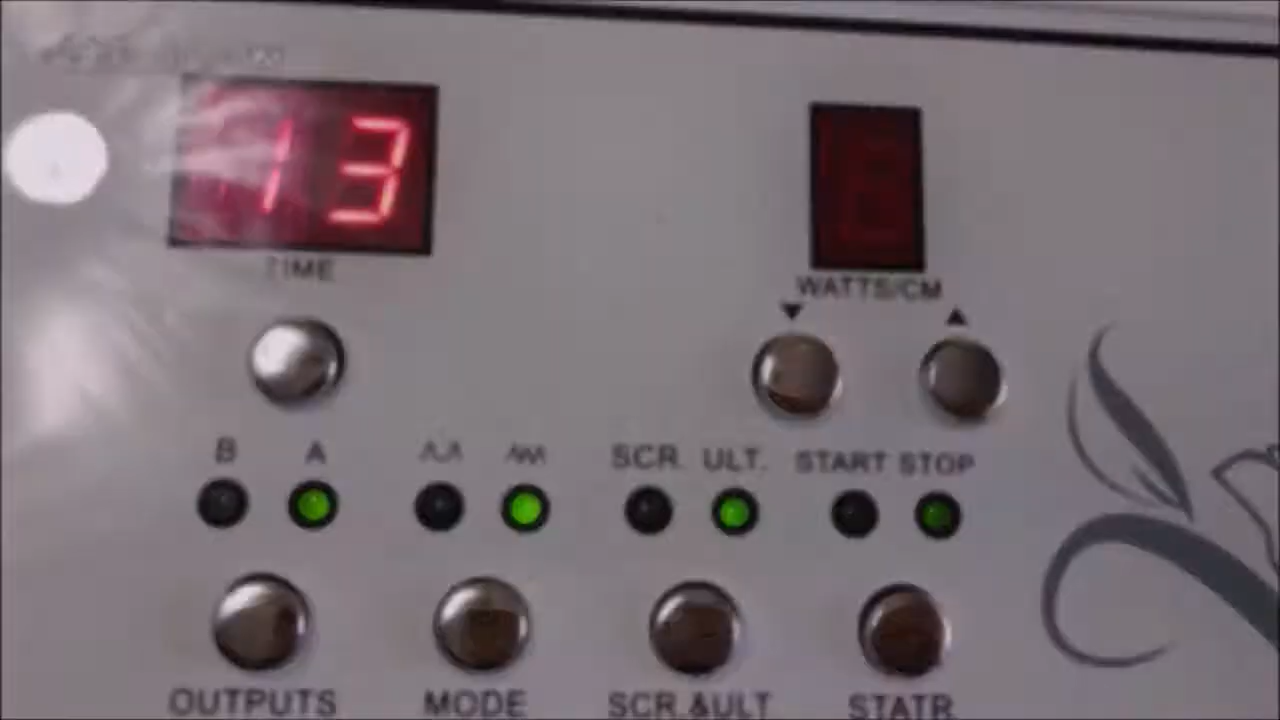 13
TIME
WATTS/CM
▼ ▲
B A SCR. ULT. START STOP
OUTPUTS MODE SCR.&ULT STATR.